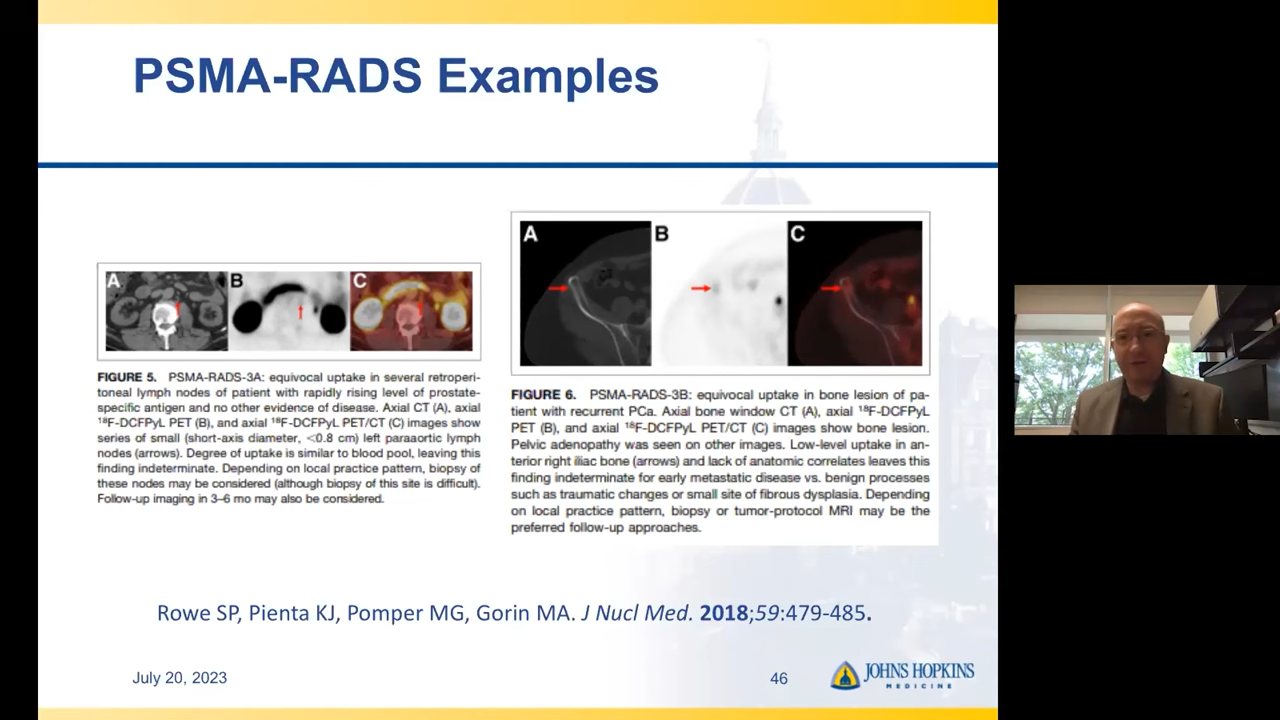 PSMA-RADS Examples
A
B
C
FIGURE 5. PSMA-RADS-3A: equivocal uptake in several retroperi-
toneal lymph nodes of patient with rapidly rising level of prostate-
specific antigen and no other evidence of disease. Axial CT (A), axial
¹⁸F-DCFPyL PET (B), and axial ¹⁸F-DCFPyL PET/CT (C) images show
series of small (short-axis diameter, <0.8 cm) left paraaortic lymph
nodes (arrows). Degree of uptake is similar to blood pool, leaving this
finding indeterminate. Depending on local practice pattern, biopsy of
these nodes may be considered (although biopsy of this site is difficult).
Follow-up imaging in 3–6 mo may also be considered.
A
B
C
FIGURE 6. PSMA-RADS-3B: equivocal uptake in bone lesion of pa-
tient with recurrent PCa. Axial bone window CT (A), axial ¹⁸F-DCFPyL
PET (B), and axial ¹⁸F-DCFPyL PET/CT (C) images show bone lesion.
Pelvic adenopathy was seen on other images. Low-level uptake in an-
terior right iliac bone (arrows) and lack of anatomic correlates leaves this
finding indeterminate for early metastatic disease vs. benign processes
such as traumatic changes or small site of fibrous dysplasia. Depending
on local practice pattern, biopsy or tumor-protocol MRI may be the
preferred follow-up approaches.
Rowe SP, Pienta KJ, Pomper MG, Gorin MA. J Nucl Med. 2018;59:479-485.
July 20, 2023
46
JOHNS HOPKINS
MEDICINE